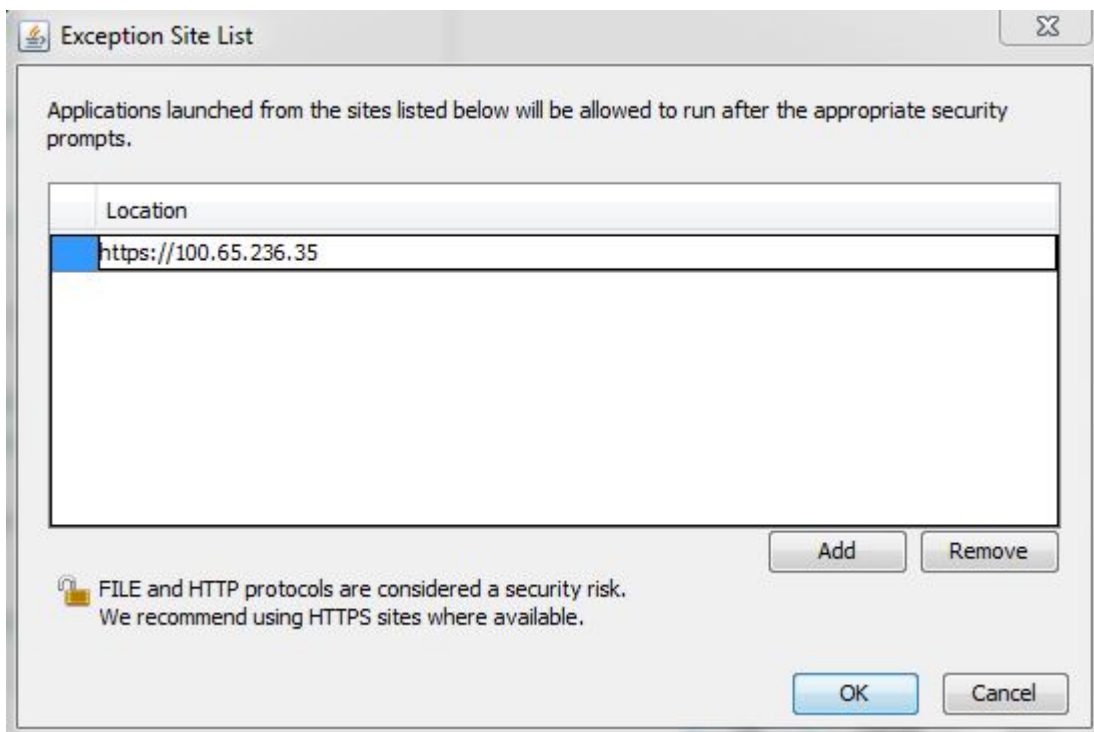 Exception Site List
Applications launched from the sites listed below will be allowed to run after the appropriate security
prompts.
Location
https://100.65.236.35
Add
Remove
FILE and HTTP protocols are considered a security risk.
We recommend using HTTPS sites where available.
OK
Cancel